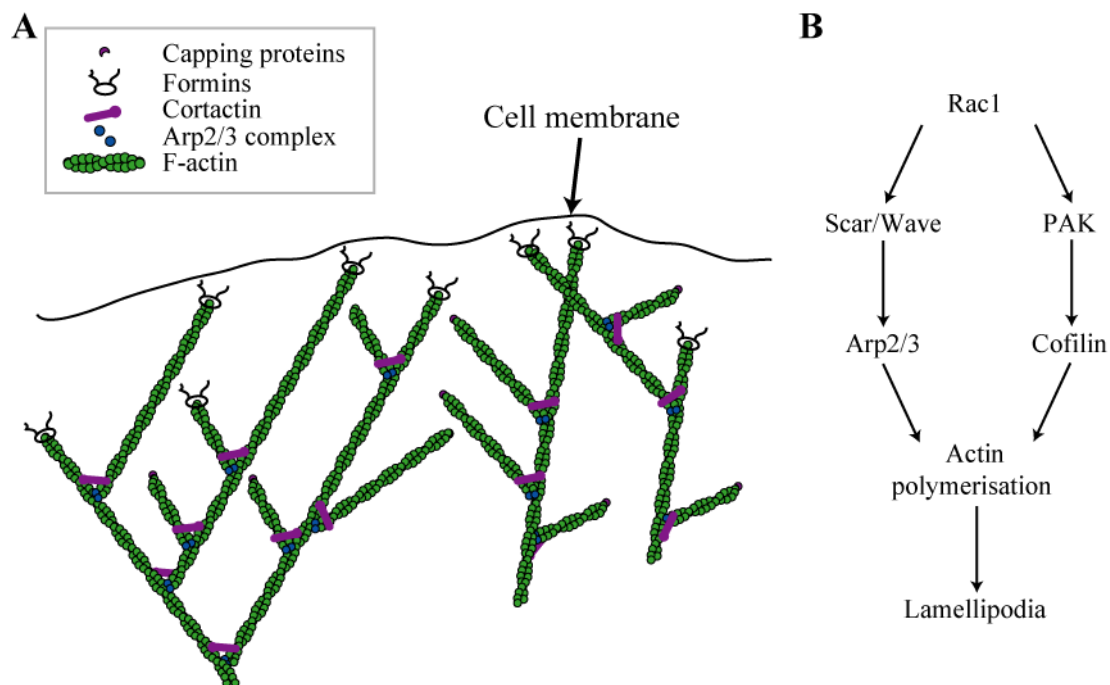 A
Capping proteins
Formins
Cortactin
Arp2/3 complex
F-actin
Cell membrane
B
Rac1
Scar/Wave
PAK
Arp2/3
Cofilin
Actin
polymerisation
Lamellipodia